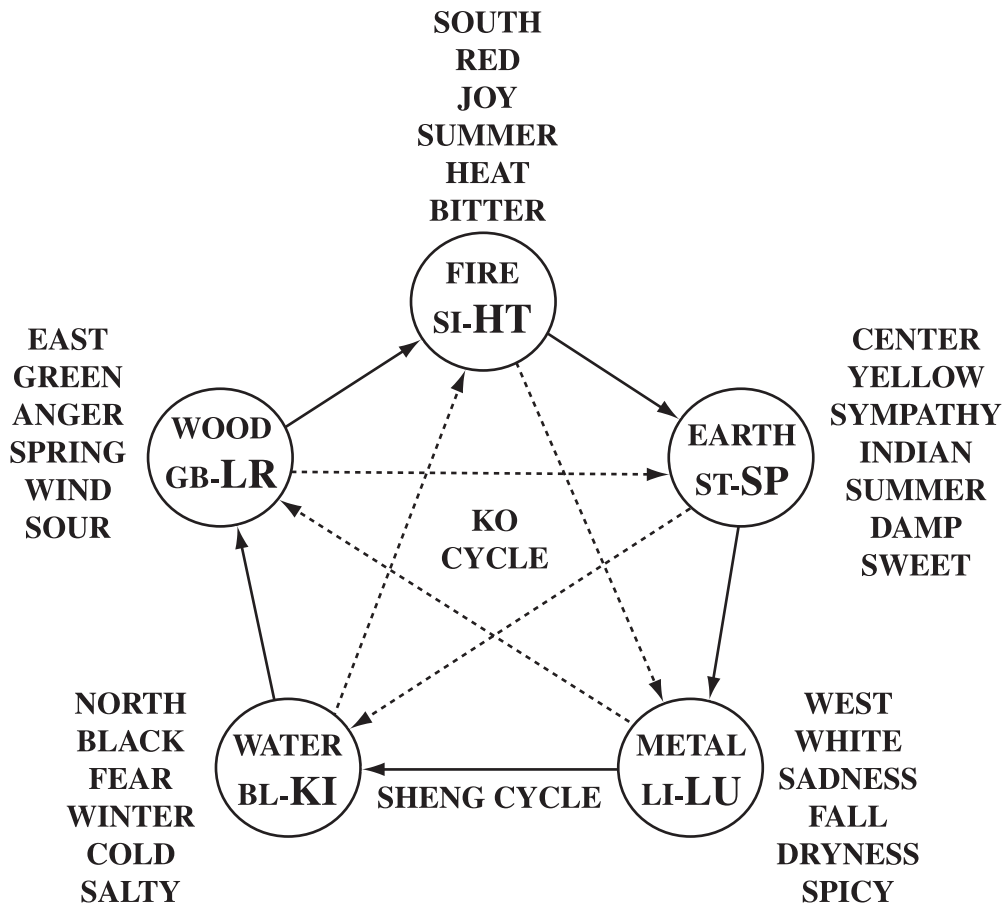 SOUTH
RED
JOY
SUMMER
HEAT
BITTER
FIRE
SI-HT
EAST
GREEN
ANGER
SPRING
WIND
SOUR
WOOD
GB-LR
CENTER
YELLOW
SYMPATHY
INDIAN
SUMMER
DAMP
SWEET
EARTH
ST-SP
KO
CYCLE
NORTH
BLACK
FEAR
WINTER
COLD
SALTY
WATER
BL-KI
SHENG CYCLE
METAL
LI-LU
WEST
WHITE
SADNESS
FALL
DRYNESS
SPICY